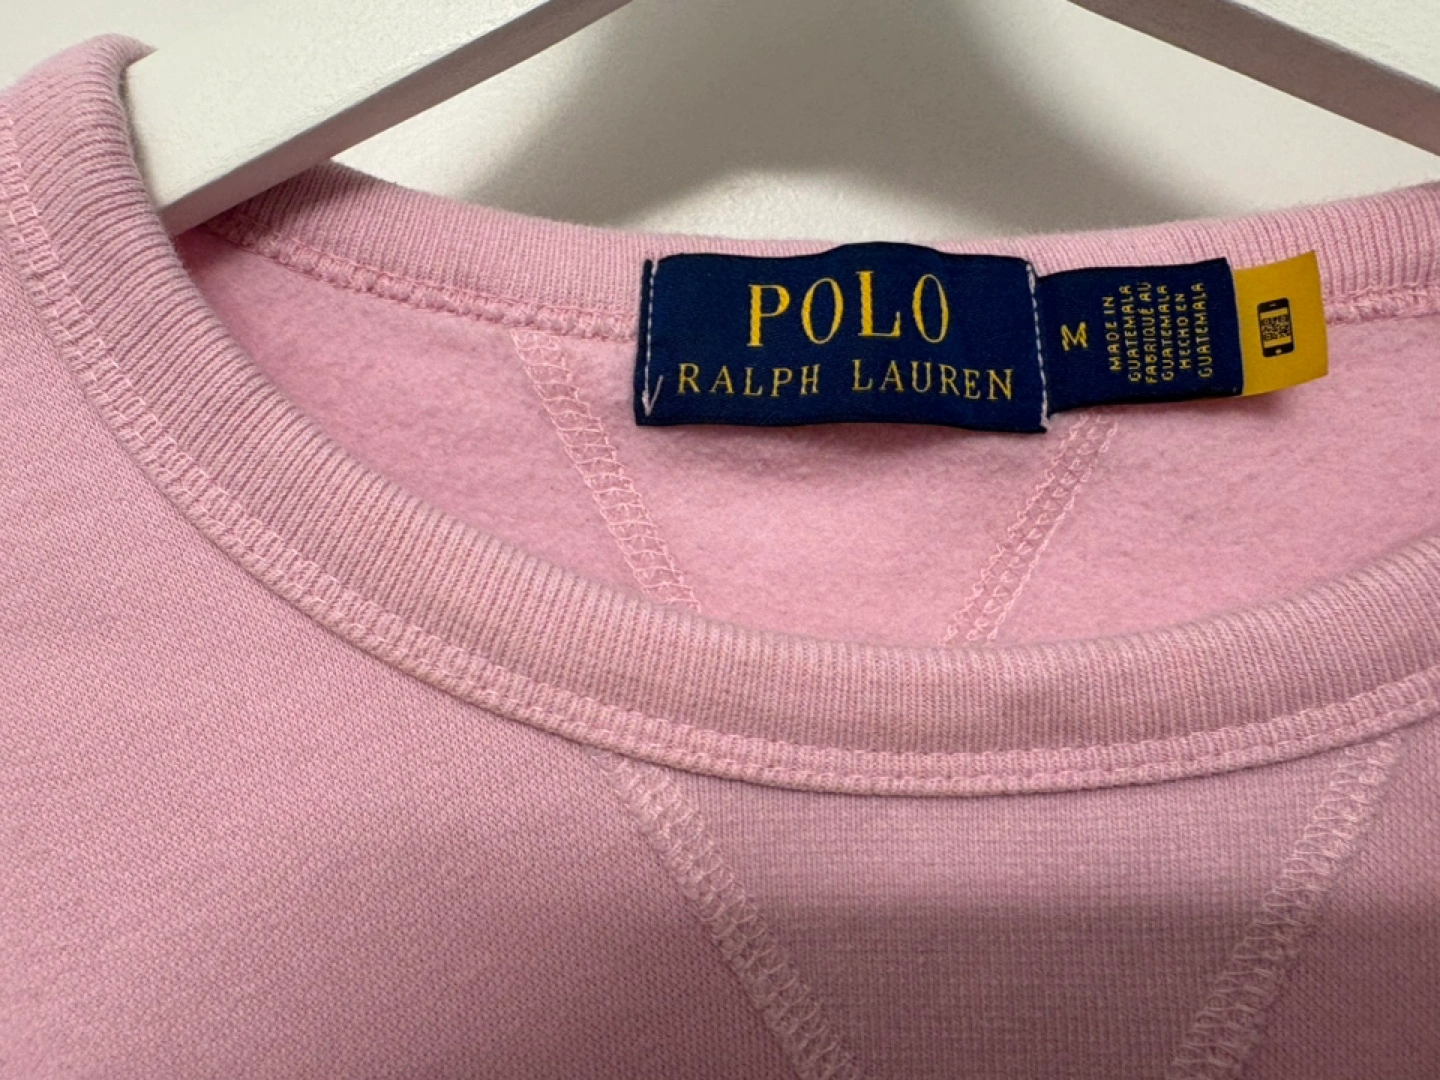 POLO
RALPH LAUREN
M
MADE IN
GUATEMALA
FABRIQUÉ AU
GUATEMALA
HECHO EN
GUATEMALA